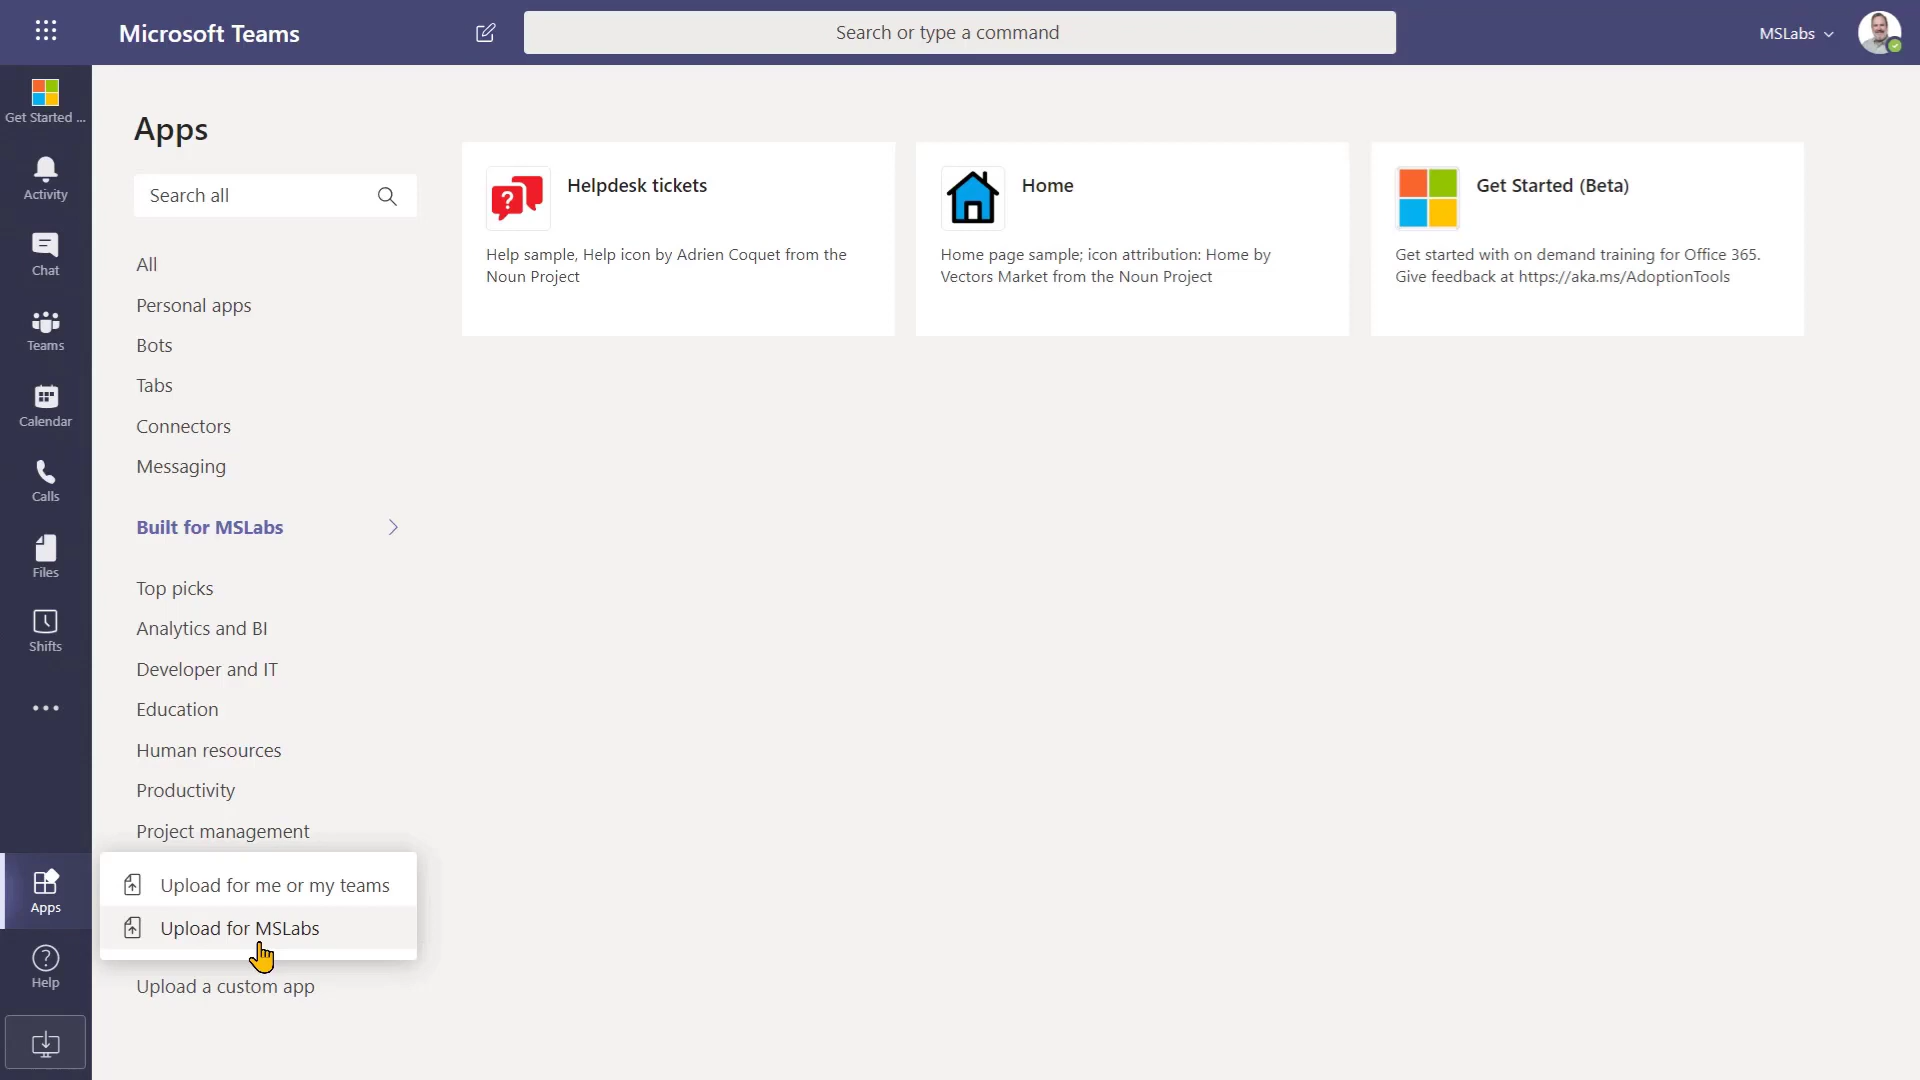 Microsoft Teams
Search or type a command
MSLabs
Get Started ...
Activity
Chat
Teams
Calendar
Calls
Files
Shifts
Apps
Help
Apps
Search all
All
Personal apps
Bots
Tabs
Connectors
Messaging
Built for MSLabs
Top picks
Analytics and BI
Developer and IT
Education
Human resources
Productivity
Project management
Upload for me or my teams
Upload for MSLabs
Upload a custom app
Helpdesk tickets
Help sample, Help icon by Adrien Coquet from the
Noun Project
Home
Home page sample; icon attribution: Home by
Vectors Market from the Noun Project
Get Started (Beta)
Get started with on demand training for Office 365.
Give feedback at https://aka.ms/AdoptionTools